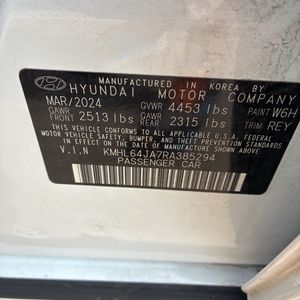 MANUFACTURED IN KOREA BY
HYUNDAI MOTOR COMPANY
MAR/2024 GVWR 4453 lbs PAINT W6H
GAWR FRONT 2513 lbs GAWR REAR 2315 lbs TRIM REY
THIS VEHICLE CONFORMS TO ALL APPLICABLE U.S. FEDERAL
MOTOR VEHICLE SAFETY, BUMPER, AND THEFT PREVENTION
STANDARDS IN EFFECT ON THE DATE OF MANUFACTURE SHOWN ABOVE.
V.I.N KMHL64JA7RA385294
PASSENGER CAR